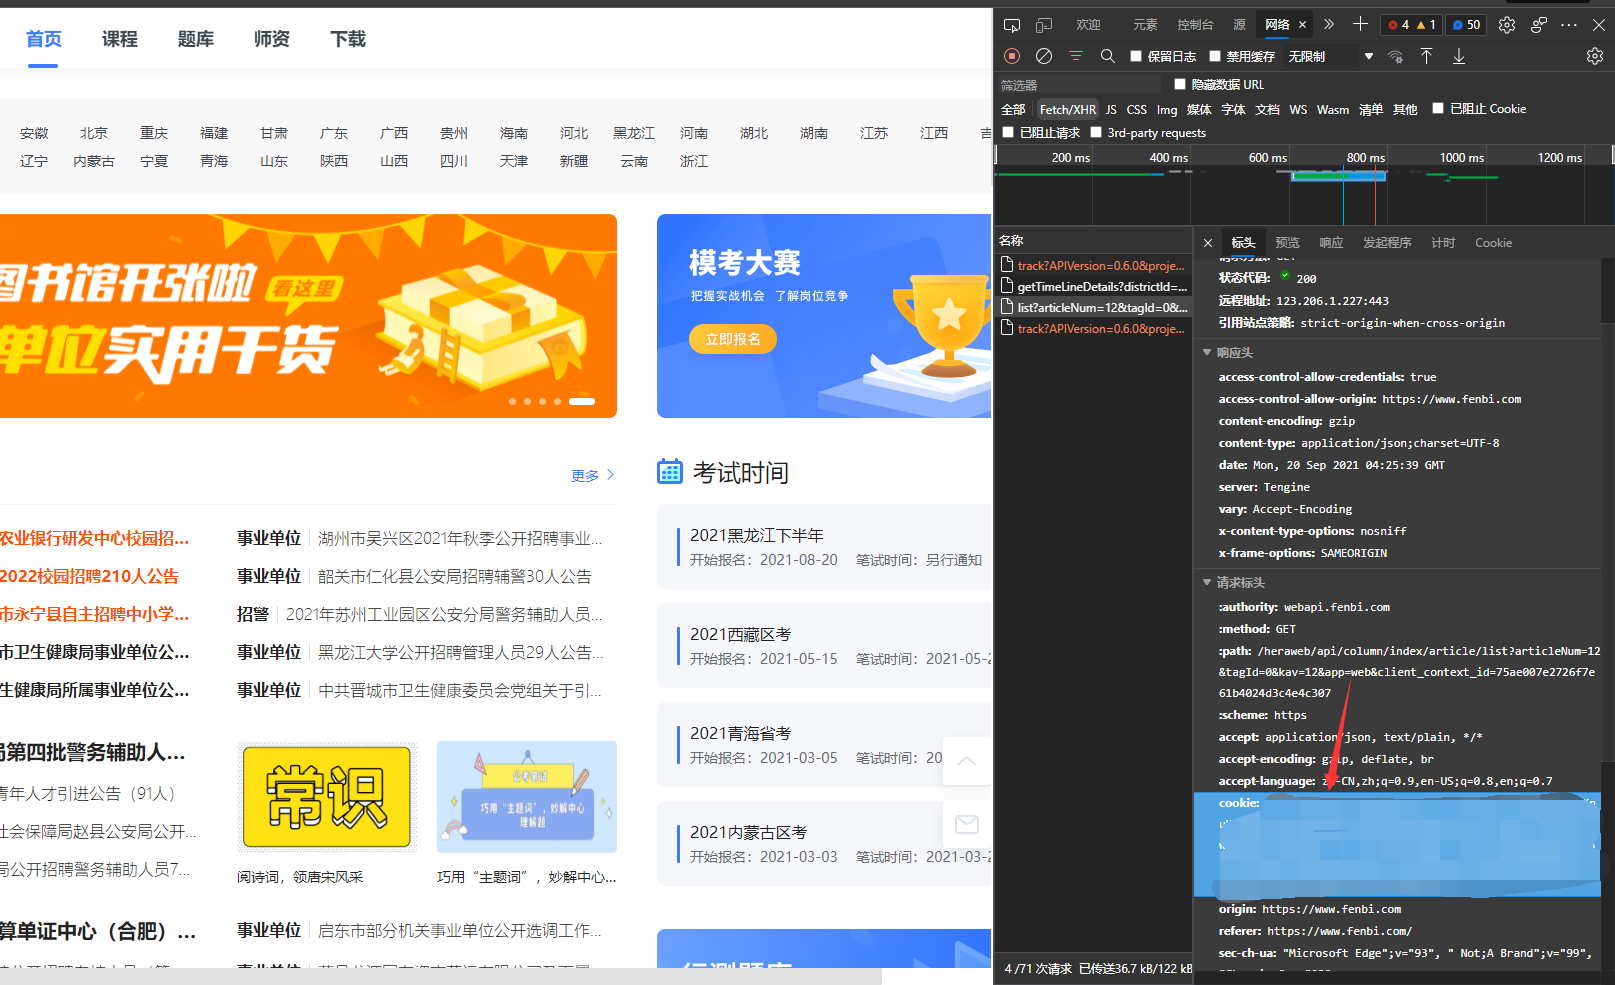 首页 课程 题库 师资 下载
安徽 北京 重庆 福建 甘肃 广东 广西 贵州 海南 河北 黑龙江 河南 湖北 湖南 江苏 江西 吉
辽宁 内蒙古 宁夏 青海 山东 陕西 山西 四川 天津 新疆 云南 浙江
图书馆开张啦 看这里
单位实用干货
模考大赛
把握实战机会 了解岗位竞争
立即报名
更多 >
考试时间
农业银行研发中心校园招...
2022校园招聘210人公告
市永宁县自主招聘中小学...
市卫生健康局事业单位公...
生健康局所属事业单位公...
事业单位 湖州市吴兴区2021年秋季公开招聘事业...
事业单位 韶关市仁化县公安局招聘辅警30人公告
招警 2021年苏州工业园区公安分局警务辅助人员...
事业单位 黑龙江大学公开招聘管理人员29人公告...
事业单位 中共晋城市卫生健康委员会党组关于引...
2021黑龙江下半年
开始报名：2021-08-20 笔试时间：另行通知
2021西藏区考
开始报名：2021-05-15 笔试时间：2021-05-2
2021青海省考
开始报名：2021-03-05 笔试时间：20
2021内蒙古区考
开始报名：2021-03-03 笔试时间：2021-03-2
局第四批警务辅助人...
青年人才引进公告（91人）
社会保障局赵县公安局公开...
局公开招聘警务辅助人员7...
常识
阅诗词，领唐宋风采
公考笔试
巧用“主题词”，妙解中心
理解题
巧用“主题词”，妙解中心...
算单证中心（合肥）...
事业单位 启东市部分机关事业单位公开选调工作...
欢迎 元素 控制台 源 网络 × 4 1 50
保留日志 禁用缓存 无限制
筛选器 隐藏数据 URL
全部 Fetch/XHR JS CSS Img 媒体 字体 文档 WS Wasm 清单 其他 已阻止 Cookie
已阻止请求 3rd-party requests
200 ms 400 ms 600 ms 800 ms 1000 ms 1200 ms
名称
track?APIVersion=0.6.0&proje...
getTimeLineDetails?districtId=...
list?articleNum=12&tagId=0&...
track?APIVersion=0.6.0&proje...
4 /71 次请求 已传送36.7 kB/122 kB
× 标头 预览 响应 发起程序 计时 Cookie
状态代码: 200
远程地址: 123.206.1.227:443
引用站点策略: strict-origin-when-cross-origin
响应头
access-control-allow-credentials: true
access-control-allow-origin: https://www.fenbi.com
content-encoding: gzip
content-type: application/json;charset=UTF-8
date: Mon, 20 Sep 2021 04:25:39 GMT
server: Tengine
vary: Accept-Encoding
x-content-type-options: nosniff
x-frame-options: SAMEORIGIN
请求标头
:authority: webapi.fenbi.com
:method: GET
:path: /heraweb/api/column/index/article/list?articleNum=12
&tagId=0&kav=12&app=web&client_context_id=75ae007e2726f7e
61b4024d3c4e4c307
:scheme: https
accept: application/json, text/plain, */*
accept-encoding: gzip, deflate, br
accept-language: zh-CN,zh;q=0.9,en-US;q=0.8,en;q=0.7
cookie:
origin: https://www.fenbi.com
referer: https://www.fenbi.com/
sec-ch-ua: "Microsoft Edge";v="93", " Not;A Brand";v="99",